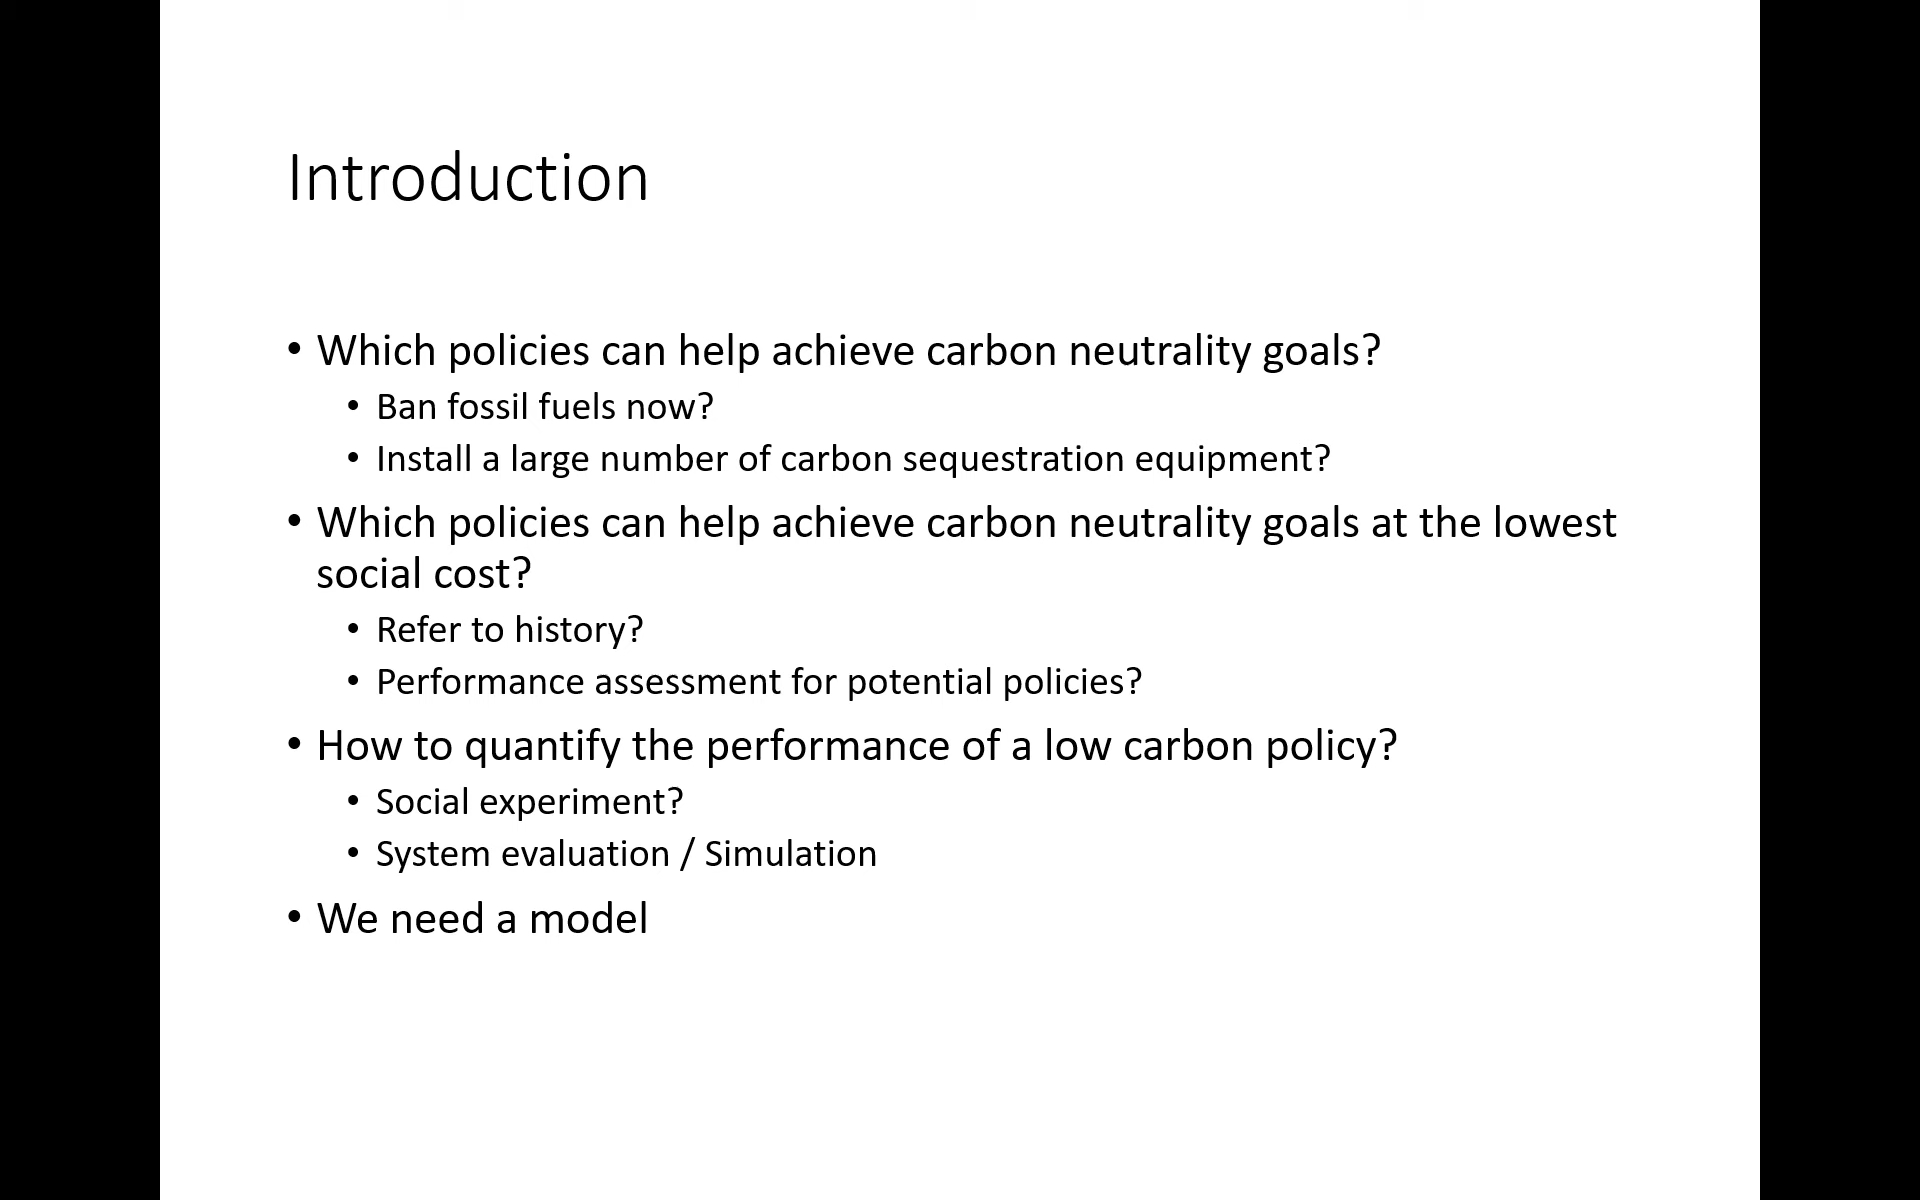 Introduction
• Which policies can help achieve carbon neutrality goals?
• Ban fossil fuels now?
• Install a large number of carbon sequestration equipment?
• Which policies can help achieve carbon neutrality goals at the lowest
social cost?
• Refer to history?
• Performance assessment for potential policies?
• How to quantify the performance of a low carbon policy?
• Social experiment?
• System evaluation / Simulation
• We need a model